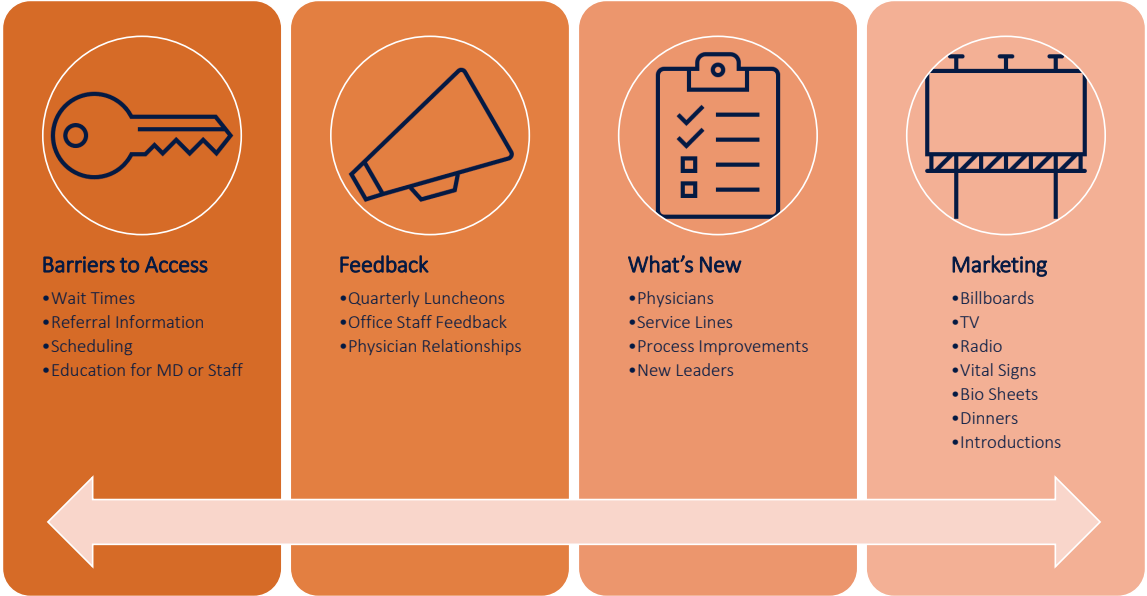 Barriers to Access
•Wait Times
•Referral Information
•Scheduling
•Education for MD or Staff
Feedback
•Quarterly Luncheons
•Office Staff Feedback
•Physician Relationships
What's New
•Physicians
•Service Lines
•Process Improvements
•New Leaders
Marketing
•Billboards
•TV
•Radio
•Vital Signs
•Bio Sheets
•Dinners
•Introductions